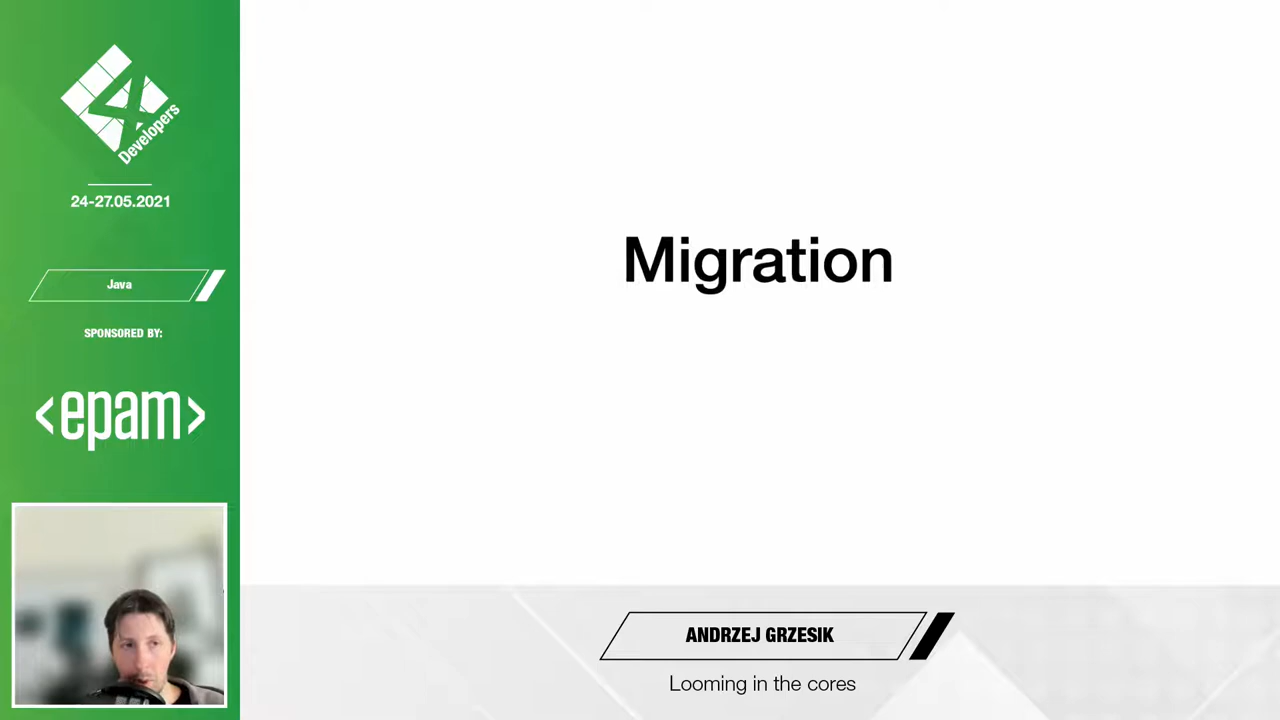 4
Developers
24-27.05.2021
Java
SPONSORED BY:
<epam>
Migration
ANDRZEJ GRZESIK
Looming in the cores